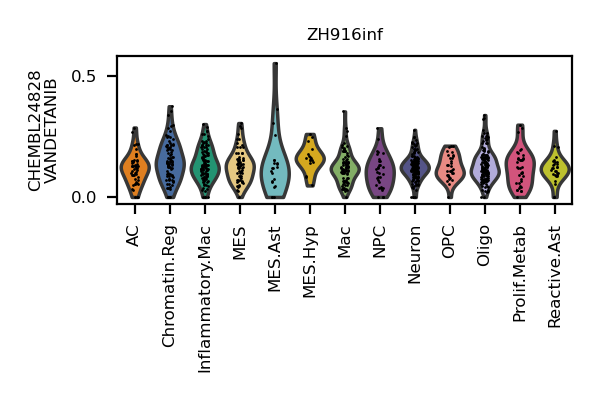 ZH916inf
CHEMBL24828
VANDETANIB
0.5
0.0
AC
Chromatin.Reg
Inflammatory.Mac
MES
MES.Ast
MES.Hyp
Mac
NPC
Neuron
OPC
Oligo
Prolif.Metab
Reactive.Ast